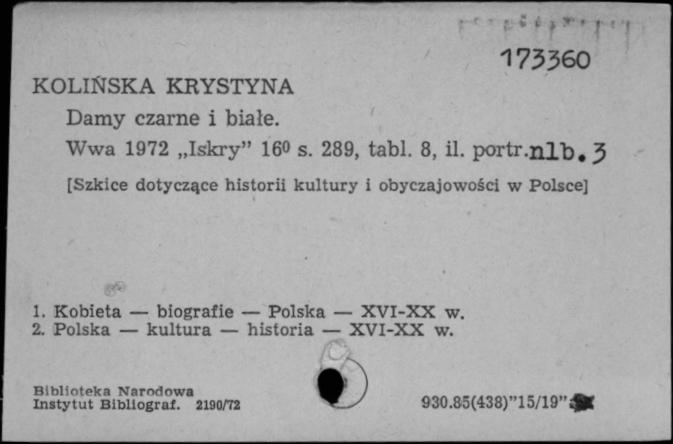 173360
KOLIŃSKA KRYSTYNA
Damy czarne i białe.
Wwa 1972 „Iskry” 16⁰ s. 289, tabl. 8, il. portr. nlb. 3
[Szkice dotyczące historii kultury i obyczajowości w Polsce]
1. Kobieta — biografie — Polska — XVI-XX w.
2. Polska — kultura — historia — XVI-XX w.
Biblioteka Narodowa
Instytut Bibliograf. 2190/72
930.85(438)”15/19”